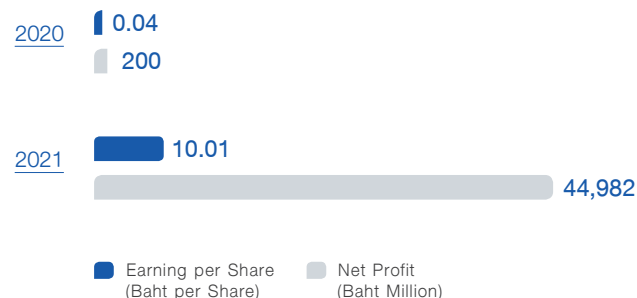 2020
0.04
200
2021
10.01
44,982
Earning per Share
(Baht per Share)
Net Profit
(Baht Million)